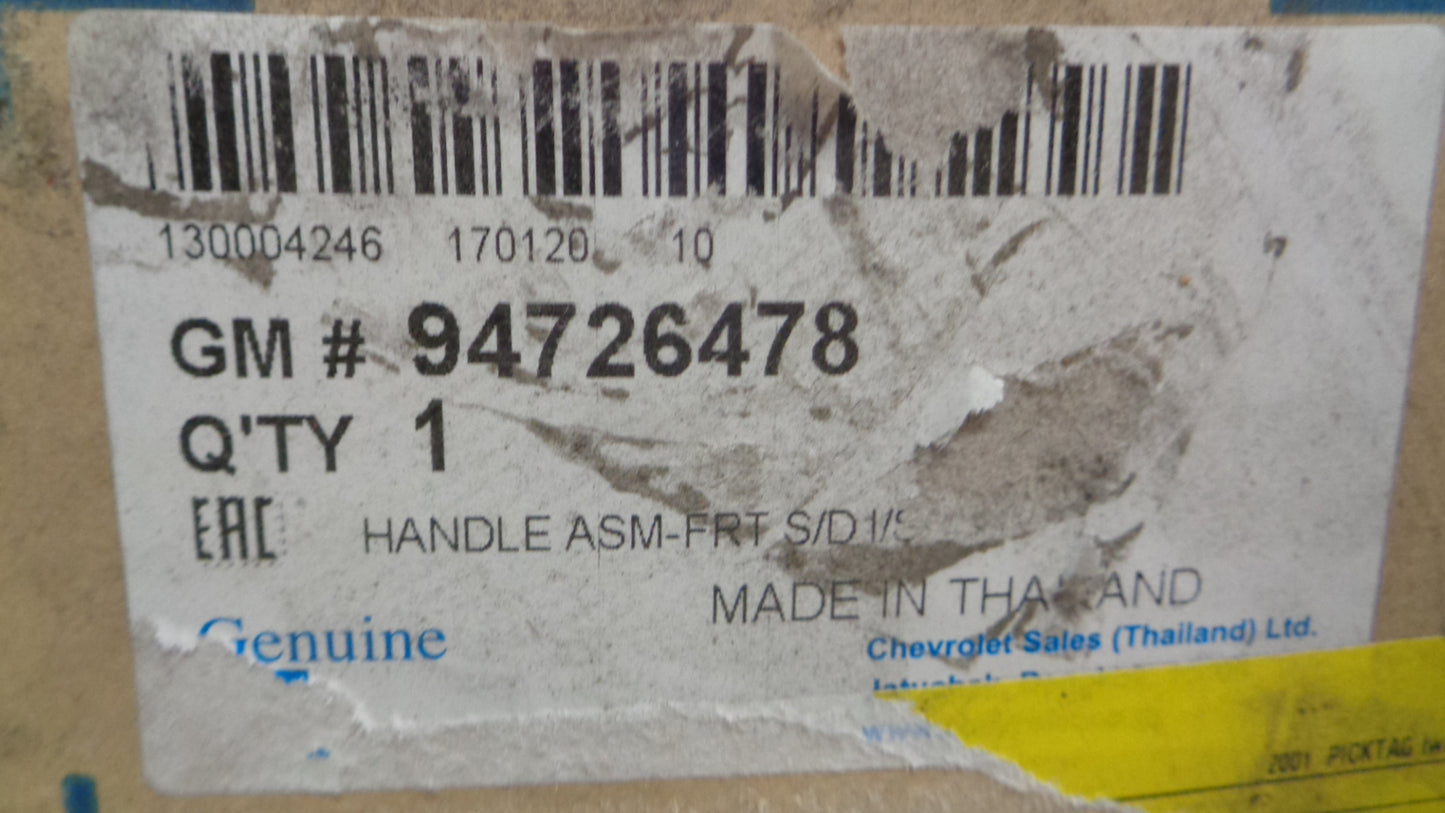 130004246 170120 10
GM # 94726478
Q'TY 1
EAC
HANDLE ASM-FRT S/D
MADE IN THAILAND
Genuine
Chevrolet Sales (Thailand) Ltd.
2001 PICKTAG